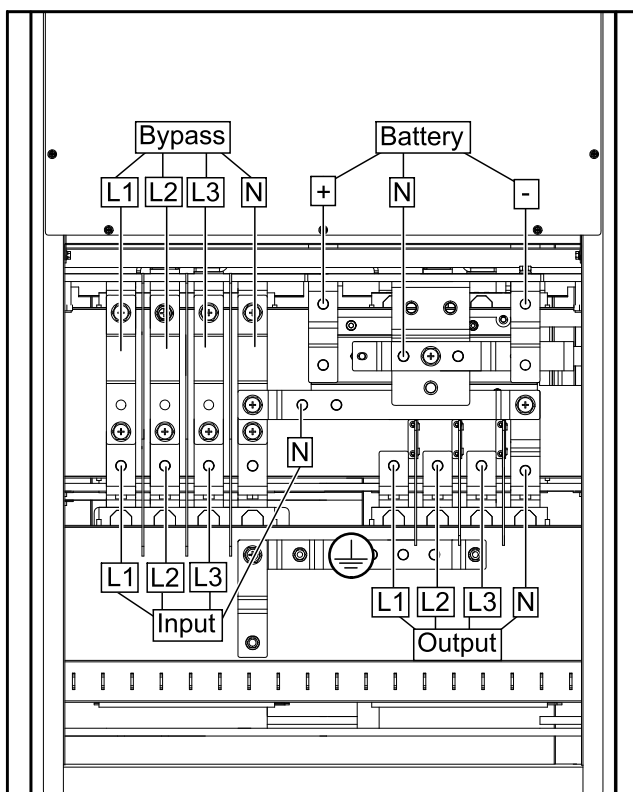 Bypass Battery
L1 L2 L3 N + N -
N
L1 L2 L3
Input
L1 L2 L3 N
Output